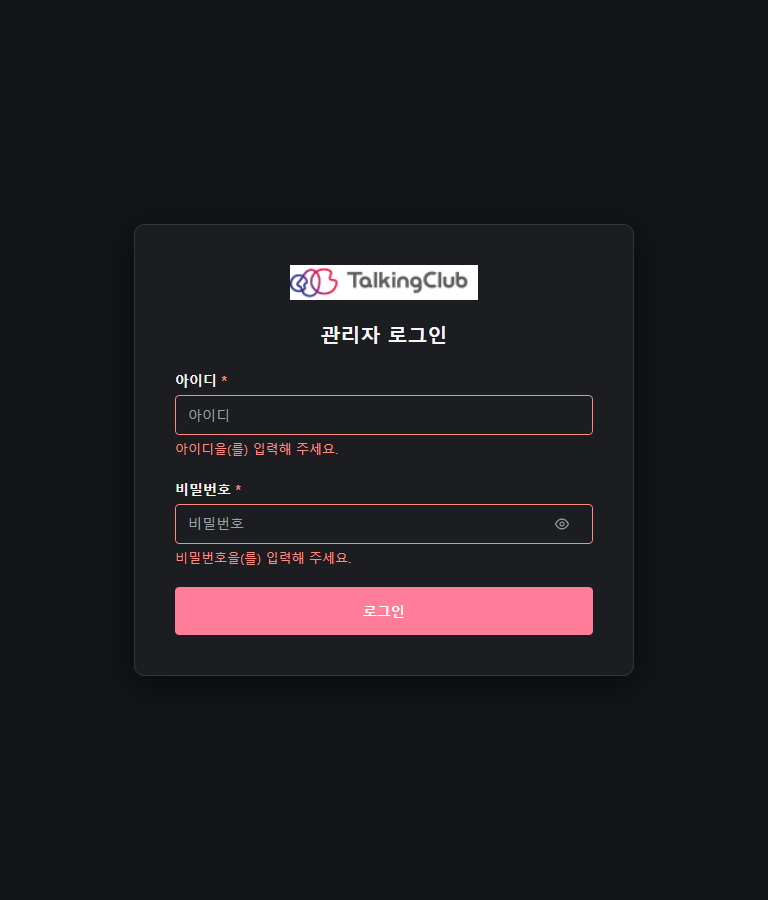 TalkingClub
관리자 로그인
아이디 *
아이디
아이디을(를) 입력해 주세요.
비밀번호 *
비밀번호
비밀번호을(를) 입력해 주세요.
로그인